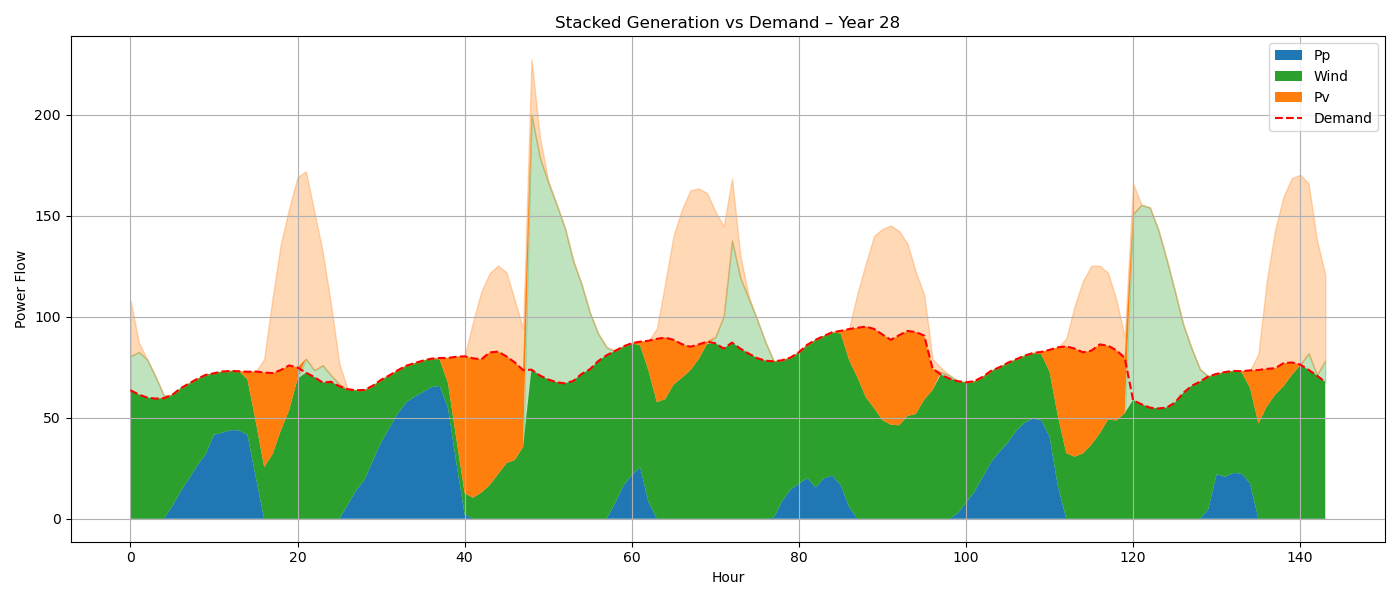 Stacked Generation vs Demand – Year 28
Pp
Wind
Pv
Demand
Power Flow
200
150
100
50
0
0 20 40 60 80 100 120 140
Hour